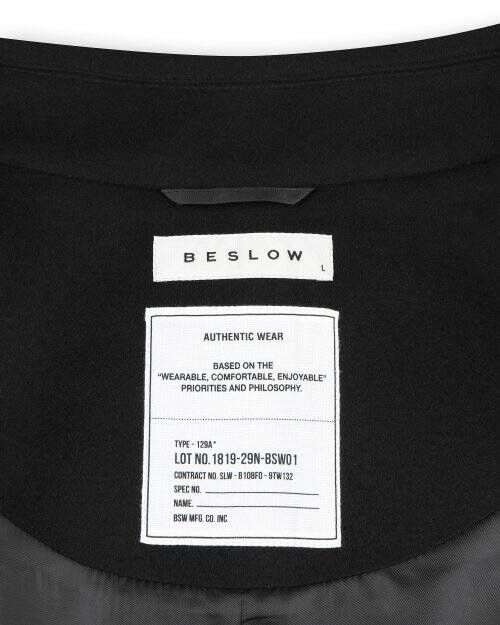 BESLOW
L
AUTHENTIC WEAR
BASED ON THE
"WEARABLE, COMFORTABLE, ENJOYABLE"
PRIORITIES AND PHILOSOPHY.
TYPE - 129A*
LOT NO.1819-29N-BSW01
CONTRACT NO. SLW - B108F0 - 9TW132
SPEC NO.
NAME.
BSW MFG. CO. INC